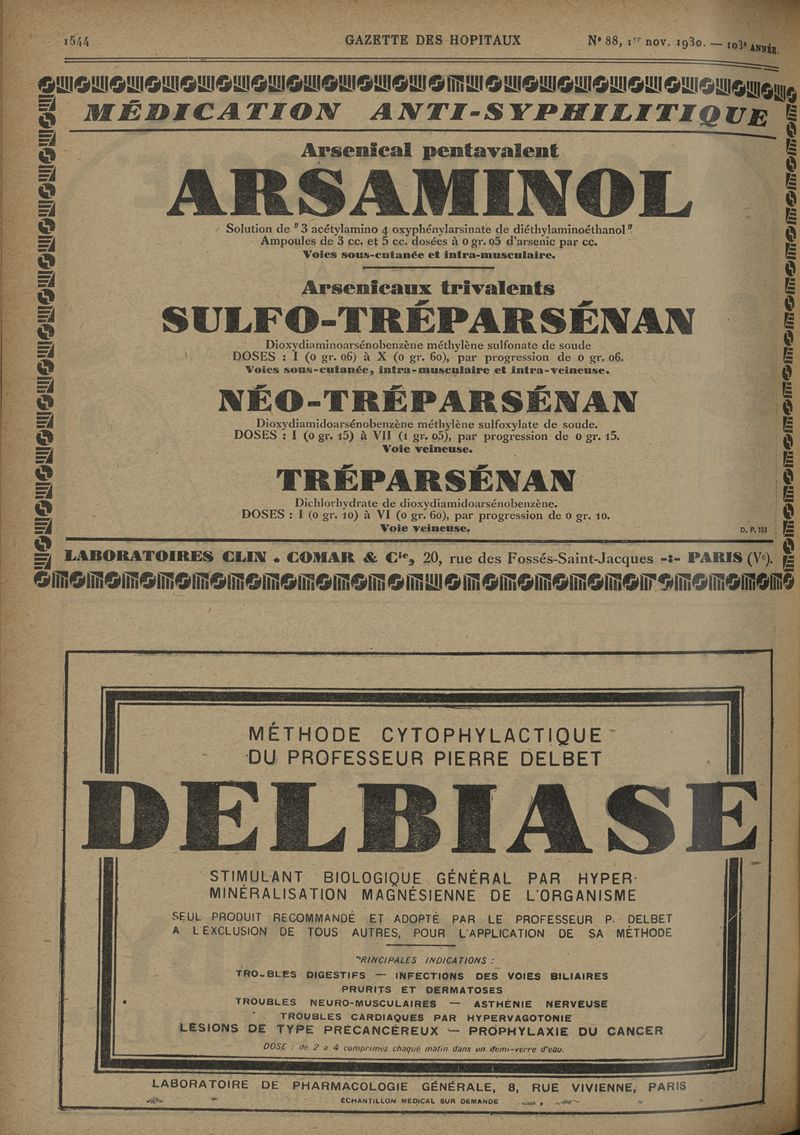 1544 GAZETTE DES HOPITAUX N° 88, 1er nov. 1930. — 103e ANNÉE.
MÉDICATION ANTI-SYPHILITIQUE
Arsenical pentavalent
ARSAMINOL
Solution de "3 acétylamino 4 oxyphénylarsinate de diéthylaminoéthanol"
Ampoules de 3 cc. et 5 cc. dosées à 0 gr. 05 d'arsenic par cc.
Voies sous-cutanée et intra-musculaire.
Arsenicaux trivalents
SULFO-TRÉPARSÉNAN
Dioxydiaminoarsénobenzène méthylène sulfonate de soude
DOSES : I (0 gr. 06) à X (0 gr. 60), par progression de 0 gr. 06.
Voies sous-cutanée, intra-musculaire et intra-veineuse.
NÉO-TRÉPARSÉNAN
Dioxydiamidoarsénobenzène méthylène sulfoxylate de soude.
DOSES : I (0 gr. 15) à VII (1 gr. 05), par progression de 0 gr. 15.
Voie veineuse.
TRÉPARSÉNAN
Dichlorhydrate de dioxydiamidoarsénobenzène.
DOSES : I (0 gr. 10) à VI (0 gr. 60), par progression de 0 gr. 10.
Voie veineuse.
D. P.
LABORATOIRES CLIN . COMAR & Cie, 20, rue des Fossés-Saint-Jacques -:- PARIS (Ve).
MÉTHODE CYTOPHYLACTIQUE
DU PROFESSEUR PIERRE DELBET
DELBIASE
STIMULANT BIOLOGIQUE GÉNÉRAL PAR HYPER-
MINÉRALISATION MAGNÉSIENNE DE L'ORGANISME
SEUL PRODUIT RECOMMANDÉ ET ADOPTÉ PAR LE PROFESSEUR P. DELBET
A L'EXCLUSION DE TOUS AUTRES, POUR L'APPLICATION DE SA MÉTHODE
PRINCIPALES INDICATIONS :
TROUBLES DIGESTIFS — INFECTIONS DES VOIES BILIAIRES
PRURITS ET DERMATOSES
TROUBLES NEURO-MUSCULAIRES — ASTHÉNIE NERVEUSE
TROUBLES CARDIAQUES PAR HYPERVAGOTONIE
LESIONS DE TYPE PRÉCANCÉREUX — PROPHYLAXIE DU CANCER
DOSE : de 2 a 4 comprimés chaque matin dans un demi-verre d'eau.
LABORATOIRE DE PHARMACOLOGIE GÉNÉRALE, 8, RUE VIVIENNE, PARIS
ÉCHANTILLON MÉDICAL SUR DEMANDE